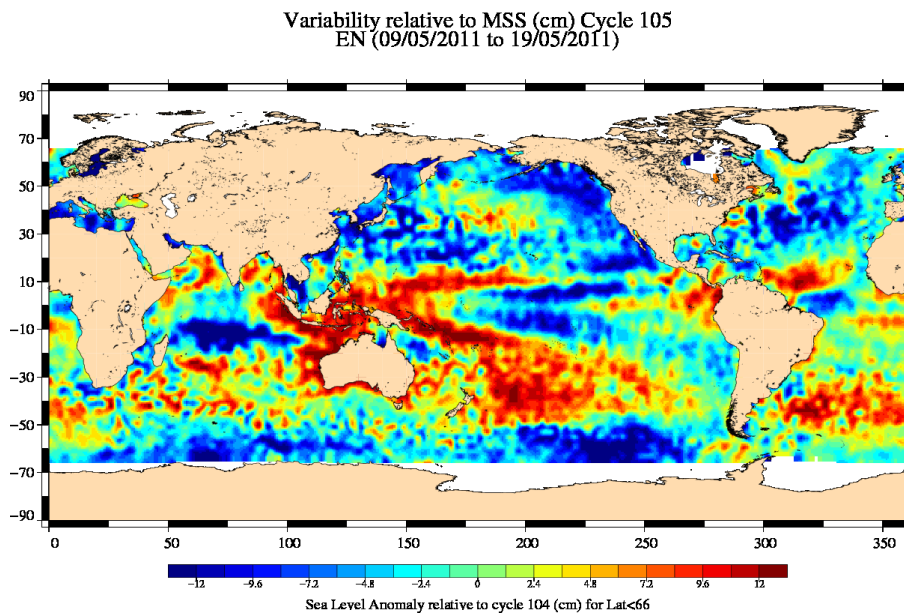 Variability relative to MSS (cm) Cycle 105
EN (09/05/2011 to 19/05/2011)
90
70
50
30
10
−10
−30
−50
−70
−90
0 50 100 150 200 250 300 350
−12 −9.6 −7.2 −4.8 −2.4 0 2.4 4.8 7.2 9.6 12
Sea Level Anomaly relative to cycle 104 (cm) for Lat<66